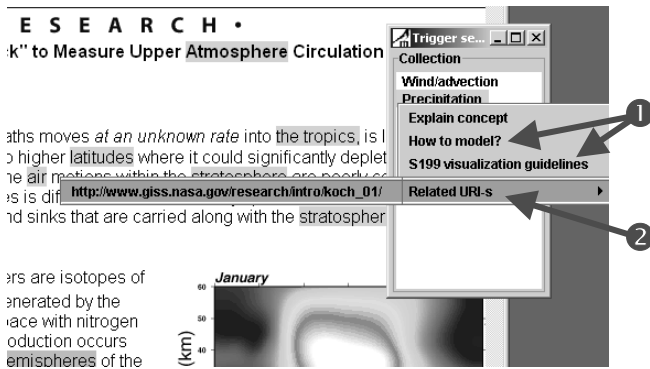 E S E A R C H •
k" to Measure Upper Atmosphere Circulation
Trigger se...
Collection
Wind/advection
Precipitation
Explain concept
How to model?
S199 visualization guidelines
Related URI-s
http://www.giss.nasa.gov/research/intro/koch_01/
1
2
aths moves at an unknown rate into the tropics, is l
o higher latitudes where it could significantly deplet
he air motions within the stratosphere are poorly
es is dif
nd sinks that are carried along with the stratospher
ers are isotopes of
enerated by the
pace with nitrogen
oduction occurs
emispheres of the
January
60
50
40
(km)